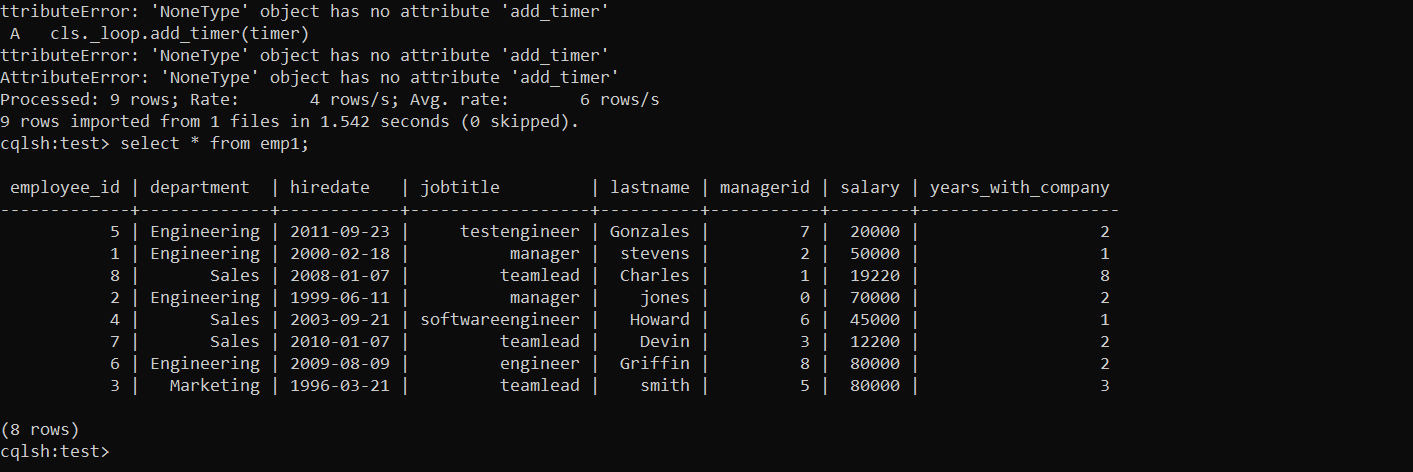 ttributeError: 'NoneType' object has no attribute 'add_timer'
 A   cls._loop.add_timer(timer)
ttributeError: 'NoneType' object has no attribute 'add_timer'
AttributeError: 'NoneType' object has no attribute 'add_timer'
Processed: 9 rows; Rate:       4 rows/s; Avg. rate:       6 rows/s
9 rows imported from 1 files in 1.542 seconds (0 skipped).
cqlsh:test> select * from emp1;

 employee_id | department  | hiredate   | jobtitle         | lastname | managerid | salary | years_with_company
-------------+-------------+------------+------------------+----------+-----------+--------+--------------------
           5 | Engineering | 2011-09-23 |     testengineer | Gonzales |         7 |  20000 |                  2
           1 | Engineering | 2000-02-18 |          manager |  stevens |         2 |  50000 |                  1
           8 |       Sales | 2008-01-07 |         teamlead |  Charles |         1 |  19220 |                  8
           2 | Engineering | 1999-06-11 |          manager |    jones |         0 |  70000 |                  2
           4 |       Sales | 2003-09-21 | softwareengineer |   Howard |         6 |  45000 |                  1
           7 |       Sales | 2010-01-07 |         teamlead |    Devin |         3 |  12200 |                  2
           6 | Engineering | 2009-08-09 |         engineer |  Griffin |         8 |  80000 |                  2
           3 |   Marketing | 1996-03-21 |         teamlead |    smith |         5 |  80000 |                  3

(8 rows)
cqlsh:test>